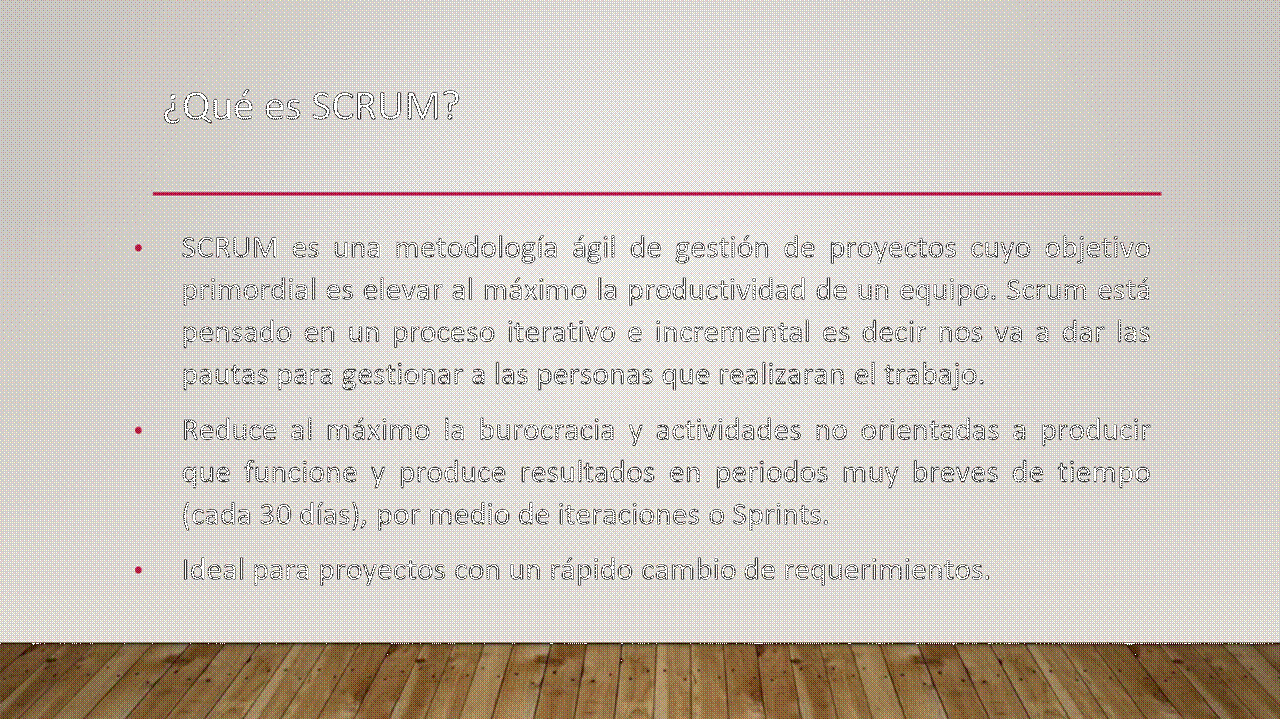 ¿Qué es SCRUM?
• SCRUM es una metodología ágil de gestión de proyectos cuyo objetivo
primordial es elevar al máximo la productividad de un equipo. Scrum está
pensado en un proceso iterativo e incremental es decir nos va a dar las
pautas para gestionar a las personas que realizaran el trabajo.
• Reduce al máximo la burocracia y actividades no orientadas a producir
que funcione y produce resultados en periodos muy breves de tiempo
(cada 30 días), por medio de iteraciones o Sprints.
• Ideal para proyectos con un rápido cambio de requerimientos.